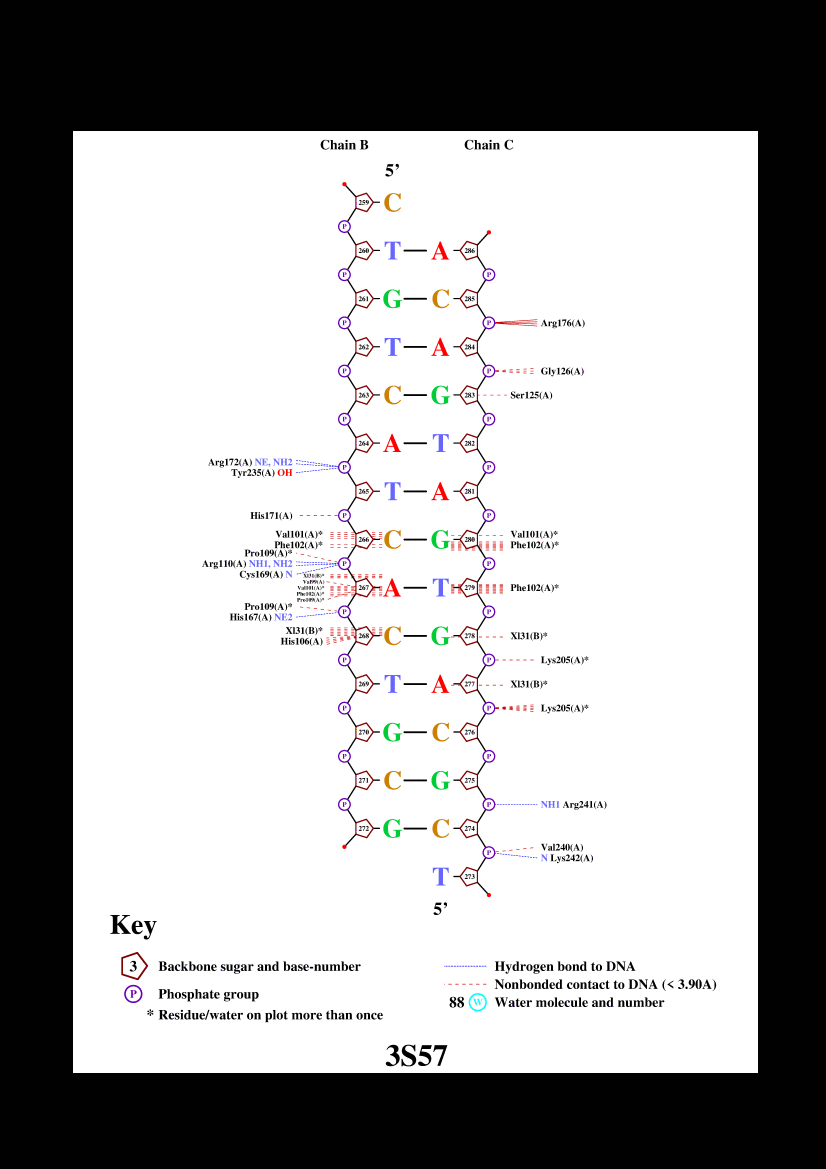 Chain B Chain C
5’
259 C
P
260 T A 286
P P
261 G C 285
P P Arg176(A)
262 T A 284
P P Gly126(A)
263 C G 283 Ser125(A)
P P
264 A T 282
Arg172(A) NE, NH2 P P
Tyr235(A) OH
265 T A 281
His171(A) P P
Val101(A)* 266 C G 280 Val101(A)*
Phe102(A)* Phe102(A)*
Pro109(A)*
Arg110(A) NH1, NH2 P P
Cys169(A) N
Xl31(B)*
Val99(A)
Val101(A)* 267 A T 279 Phe102(A)*
Phe102(A)*
Pro109(A)*
Pro109(A)* P P
His167(A) NE2
Xl31(B)* 268 C G 278 Xl31(B)*
His106(A)
P P Lys205(A)*
269 T A 277 Xl31(B)*
P P Lys205(A)*
270 G C 276
P P
271 C G 275
P P NH1 Arg241(A)
272 G C 274
P Val240(A)
N Lys242(A)
T 273
5’
Key
3 Backbone sugar and base-number
P Phosphate group
* Residue/water on plot more than once
Hydrogen bond to DNA
Nonbonded contact to DNA (< 3.90A)
88 W Water molecule and number
3S57